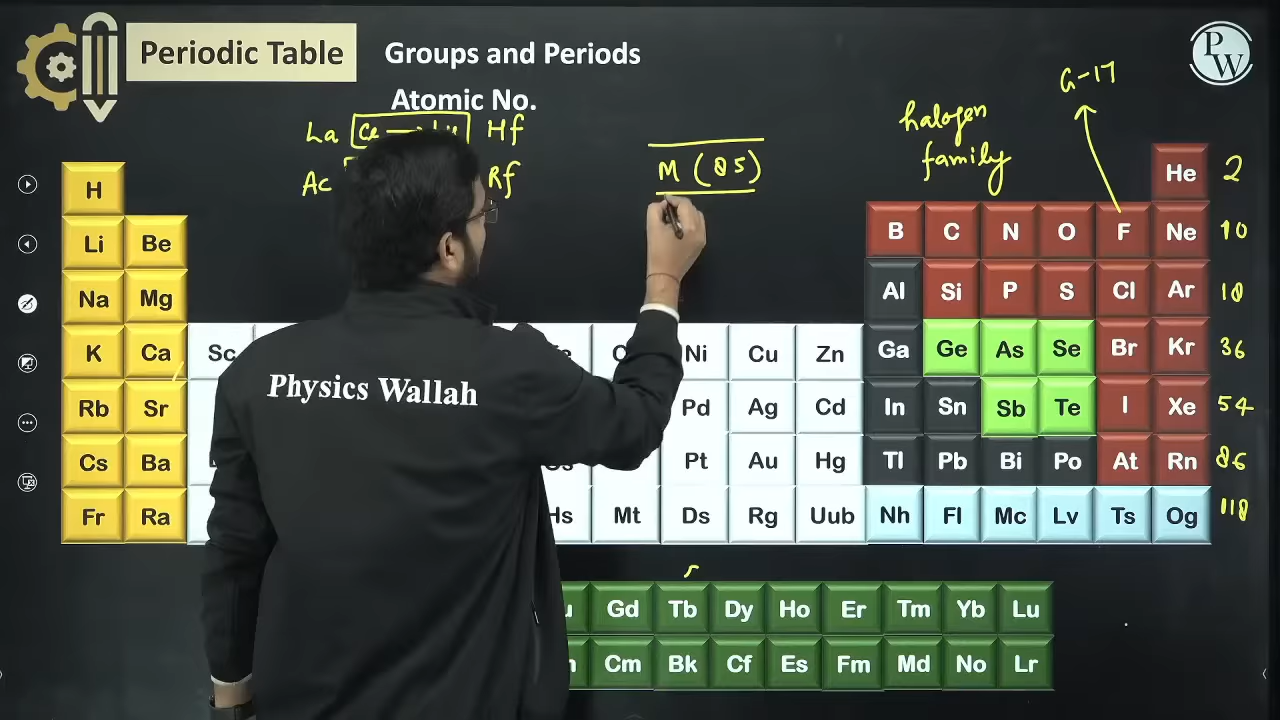 Periodic Table
Groups and Periods
Atomic No.
PW
G-17
halogen
family
La Ce → Lu Hf
Ac Rf
M (85)
H He 2
Li Be B C N O F Ne 10
Na Mg Al Si P S Cl Ar 18
K Ca Sc Ni Cu Zn Ga Ge As Se Br Kr 36
Rb Sr Pd Ag Cd In Sn Sb Te I Xe 54
Cs Ba Pt Au Hg Tl Pb Bi Po At Rn 86
Fr Ra Hs Mt Ds Rg Uub Nh Fl Mc Lv Ts Og 118
Gd Tb Dy Ho Er Tm Yb Lu
Cm Bk Cf Es Fm Md No Lr
Physics Wallah